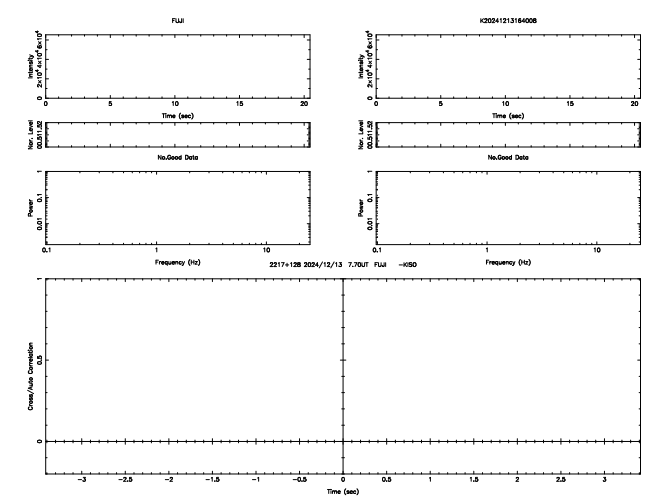 FUJI
K20241213164008
Intensity
0 2×10⁴ 4×10⁴ 6×10⁴
0 5 10 15 20
Time (sec)
Intensity
0 2×10⁴ 4×10⁴ 6×10⁴
0 5 10 15 20
Time (sec)
Nor. Level
00.511.52
Nor. Level
00.511.52
No.Good Data
No.Good Data
Power
1
0.1
0.01
0.1 1 10
Frequency (Hz)
Power
1
0.1
0.01
0.1 1 10
Frequency (Hz)
2217+128 2024/12/13 7.70UT FUJI -KISO
Cross/Auto Correlation
1
0.5
0
-3 -2.5 -2 -1.5 -1 -0.5 0 0.5 1 1.5 2 2.5 3
Time (sec)